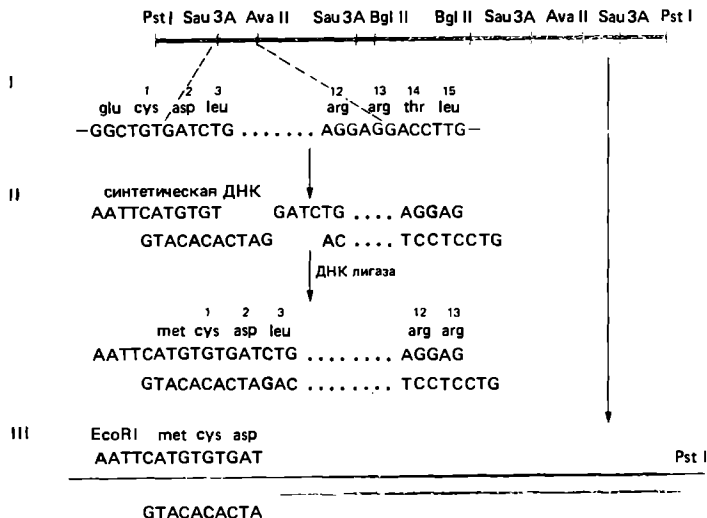 Pst I Sau 3A Ava II Sau 3A Bgl II Bgl II Sau 3A Ava II Sau 3A Pst I
I
1 2 3 12 13 14 15
glu cys asp leu arg arg thr leu
—GGCTGTGATCTG . . . . . . . AGGAGGACCTTG—
II
синтетическая ДНК
AATTCATGTGT GATCTG . . . . AGGAG
GTACACACTAG AC . . . . TCCTCCTG
ДНК лигаза
1 2 3 12 13
met cys asp leu arg arg
AATTCATGTGTGATCTG . . . . . . . . AGGAG
GTACACACTAGAC . . . . . . . . TCCTCCTG
III
EcoRI met cys asp
AATTCATGTGTGAT Pst I
GTACACACTA